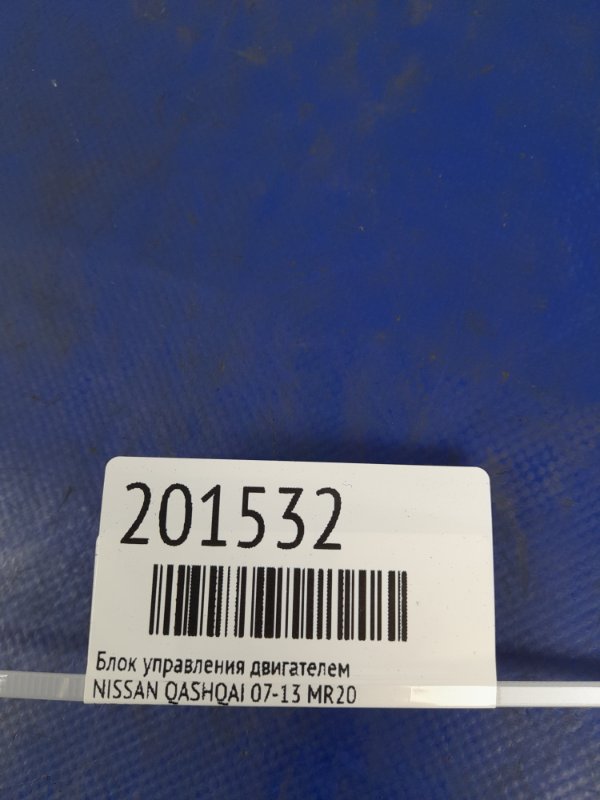 201532
Блок управления двигателем
NISSAN QASHQAI 07-13 MR20